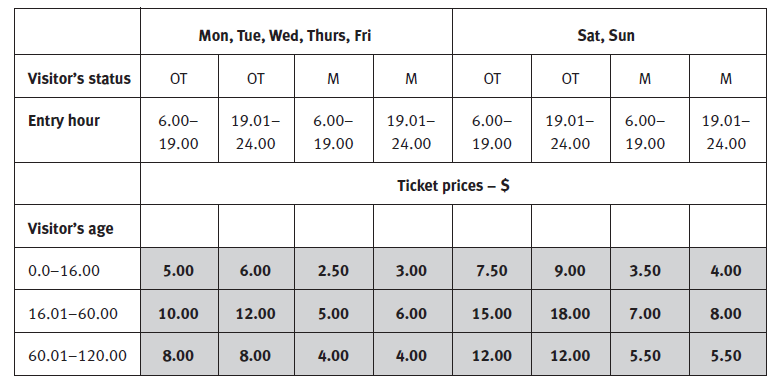 Mon, Tue, Wed, Thurs, Fri Sat, Sun
Visitor's status OT OT M M OT OT M M
Entry hour 6.00– 19.01– 6.00– 19.01– 6.00– 19.01– 6.00– 19.01–
19.00 24.00 19.00 24.00 19.00 24.00 19.00 24.00
Ticket prices – $
Visitor's age
0.0–16.00 5.00 6.00 2.50 3.00 7.50 9.00 3.50 4.00
16.01–60.00 10.00 12.00 5.00 6.00 15.00 18.00 7.00 8.00
60.01–120.00 8.00 8.00 4.00 4.00 12.00 12.00 5.50 5.50